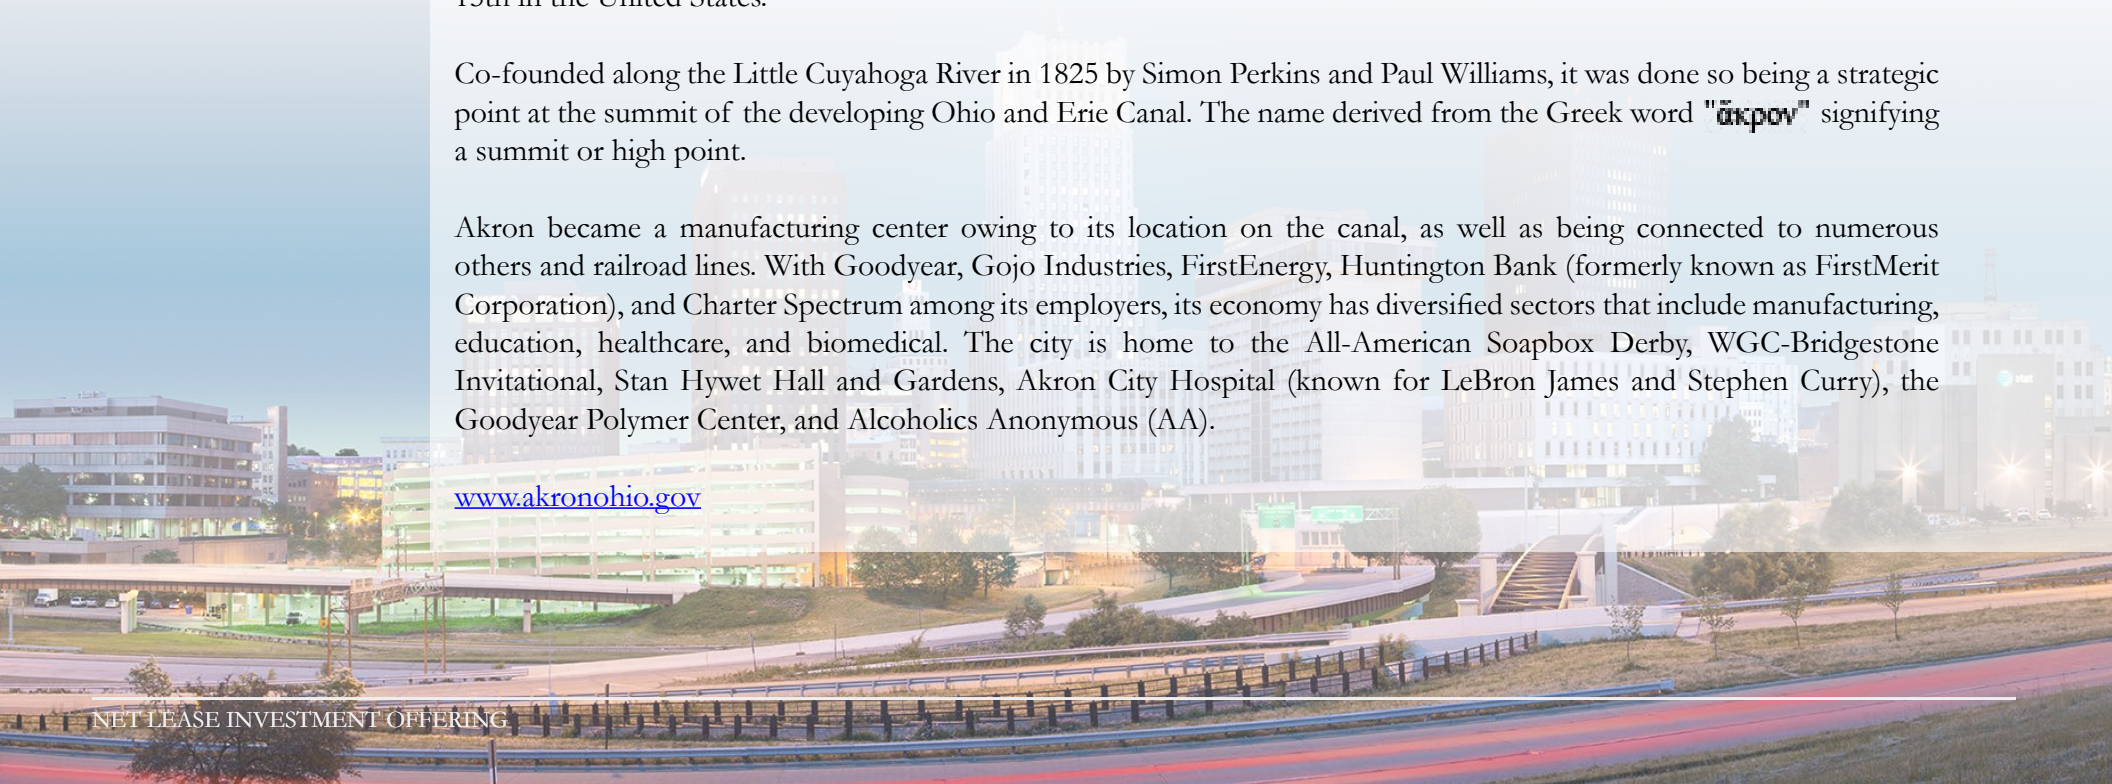 15th in the United States.
Co-founded along the Little Cuyahoga River in 1825 by Simon Perkins and Paul Williams, it was done so being a strategic
point at the summit of the developing Ohio and Erie Canal. The name derived from the Greek word "ἄκρον" signifying
a summit or high point.
Akron became a manufacturing center owing to its location on the canal, as well as being connected to numerous
others and railroad lines. With Goodyear, Gojo Industries, FirstEnergy, Huntington Bank (formerly known as FirstMerit
Corporation), and Charter Spectrum among its employers, its economy has diversified sectors that include manufacturing,
education, healthcare, and biomedical. The city is home to the All-American Soapbox Derby, WGC-Bridgestone
Invitational, Stan Hywet Hall and Gardens, Akron City Hospital (known for LeBron James and Stephen Curry), the
Goodyear Polymer Center, and Alcoholics Anonymous (AA).
www.akronohio.gov
at&t
NET LEASE INVESTMENT OFFERING